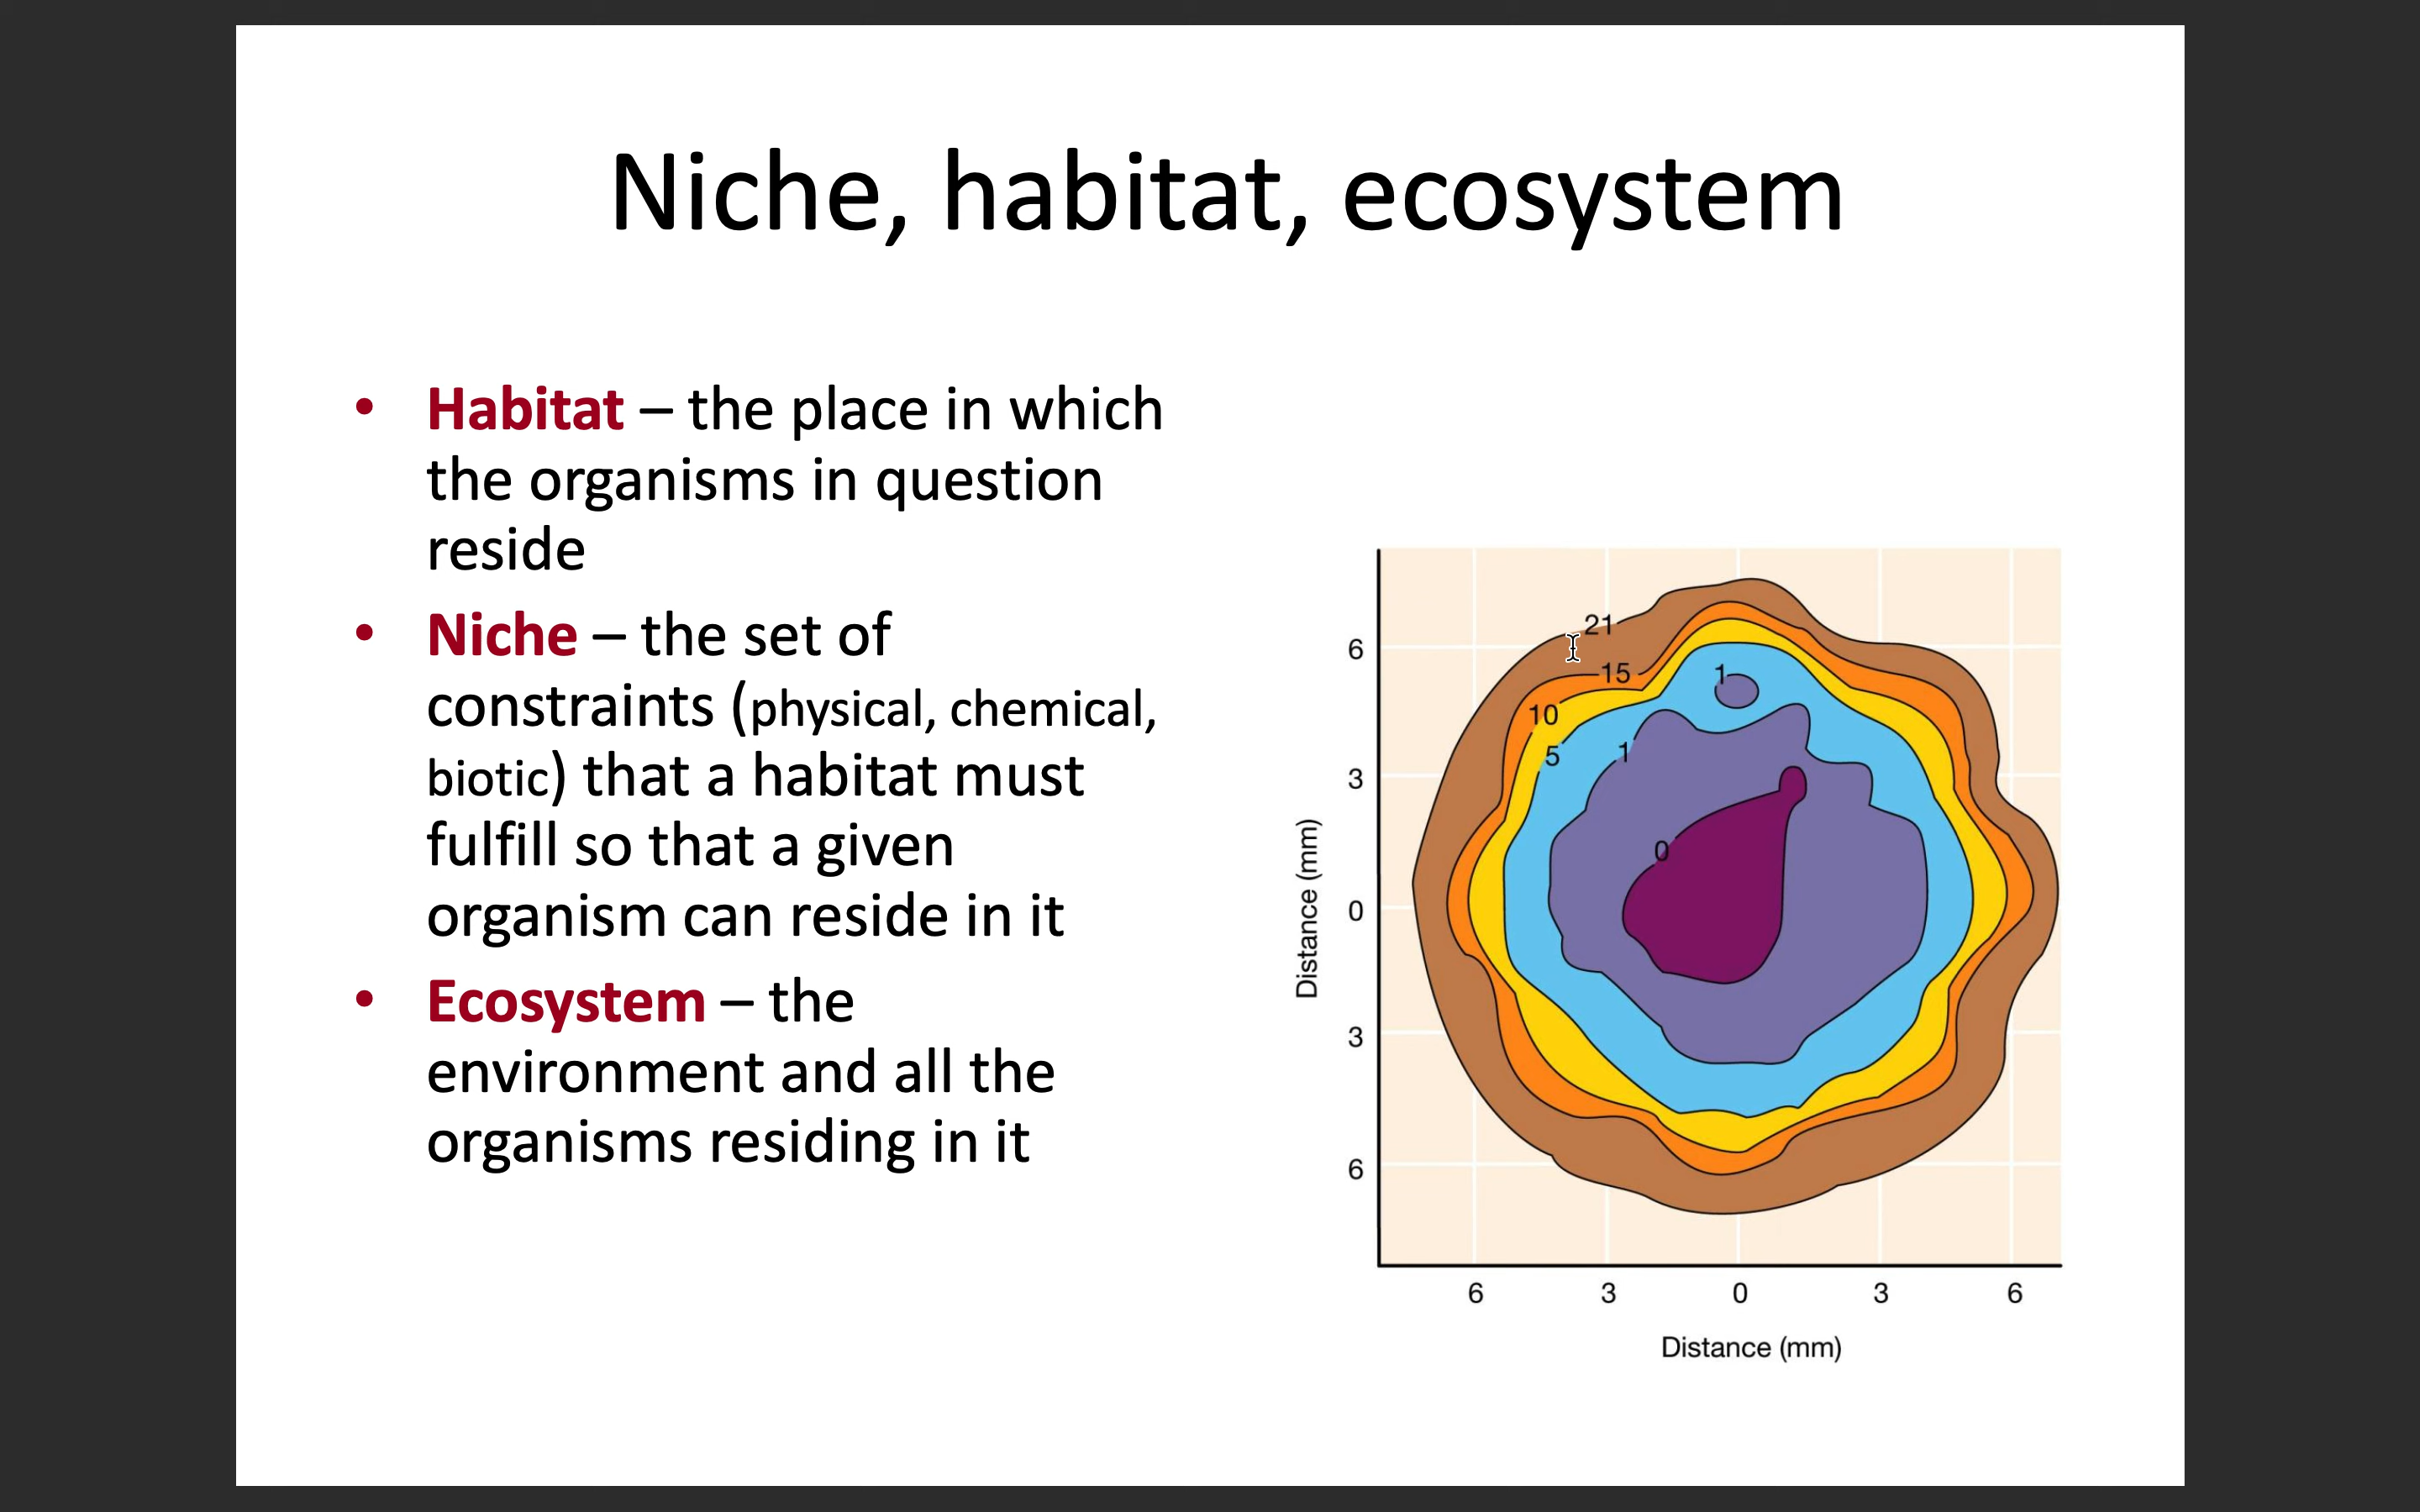 Niche, habitat, ecosystem
• Habitat – the place in which
the organisms in question
reside
• Niche – the set of
constraints (physical, chemical,
biotic) that a habitat must
fulfill so that a given
organism can reside in it
• Ecosystem – the
environment and all the
organisms residing in it
21
15
10
5
1
1
0
6
3
0
3
6
Distance (mm)
6 3 0 3 6
Distance (mm)